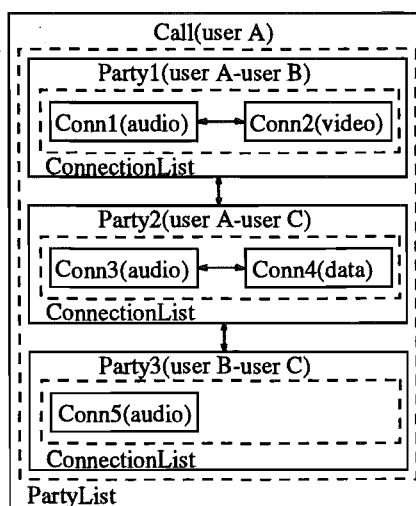 Call(user A)
Party1(user A-user B)
Conn1(audio)
Conn2(video)
ConnectionList
Party2(user A-user C)
Conn3(audio)
Conn4(data)
ConnectionList
Party3(user B-user C)
Conn5(audio)
ConnectionList
PartyList